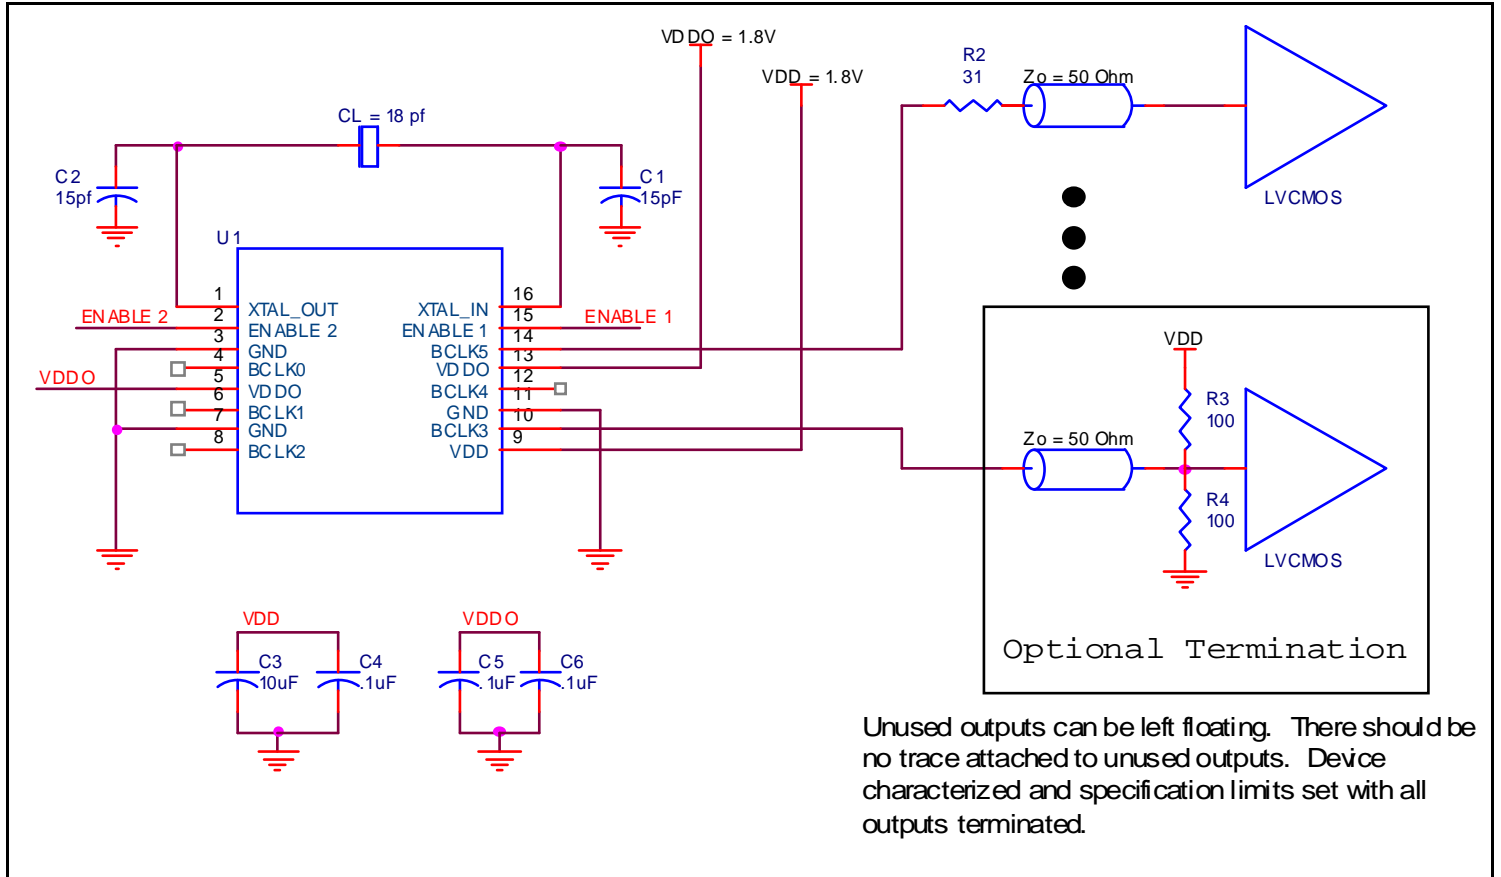 VDDO = 1.8V
VDD = 1.8V
R2
31
Zo = 50 Ohm
LVCMOS
CL = 18 pf
C2
15pf
C1
15pF
U1
1
XTAL_OUT
2
ENABLE 2
ENABLE 2
3
GND
4
BCLK0
5
VDDO
VDDO
6
BCLK1
7
GND
8
BCLK2
16
XTAL_IN
15
ENABLE 1
ENABLE 1
14
BCLK5
13
VDDO
12
BCLK4
11
GND
10
BCLK3
9
VDD
VDD
R3
100
Zo = 50 Ohm
R4
100
LVCMOS
Optional Termination
VDD
C3
10uF
C4
.1uF
VDDO
C5
.1uF
C6
.1uF
Unused outputs can be left floating. There should be
no trace attached to unused outputs. Device
characterized and specification limits set with all
outputs terminated.